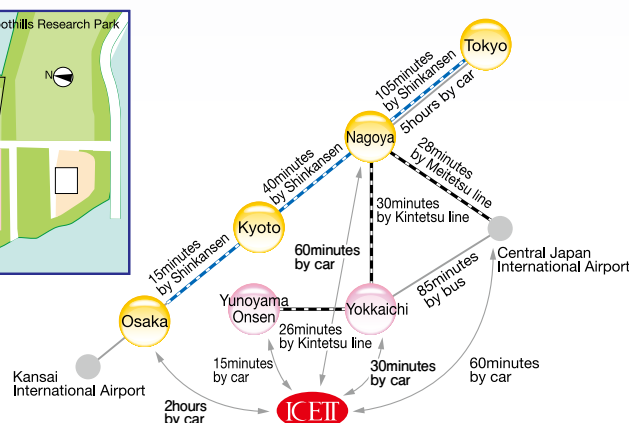 oothills Research Park
N
Tokyo
105minutes
by Shinkansen
5hours by car
Nagoya
28minutes
by Meitetsu line
40minutes
by Shinkansen
30minutes
by Kintetsu line
Kyoto
60minutes
by car
Central Japan
International Airport
15minutes
by Shinkansen
85minutes
by bus
Yunoyama
Onsen
Yokkaichi
Osaka
26minutes
by Kintetsu line
15minutes
by car
30minutes
by car
60minutes
by car
Kansai
International Airport
2hours
by car
ICETT